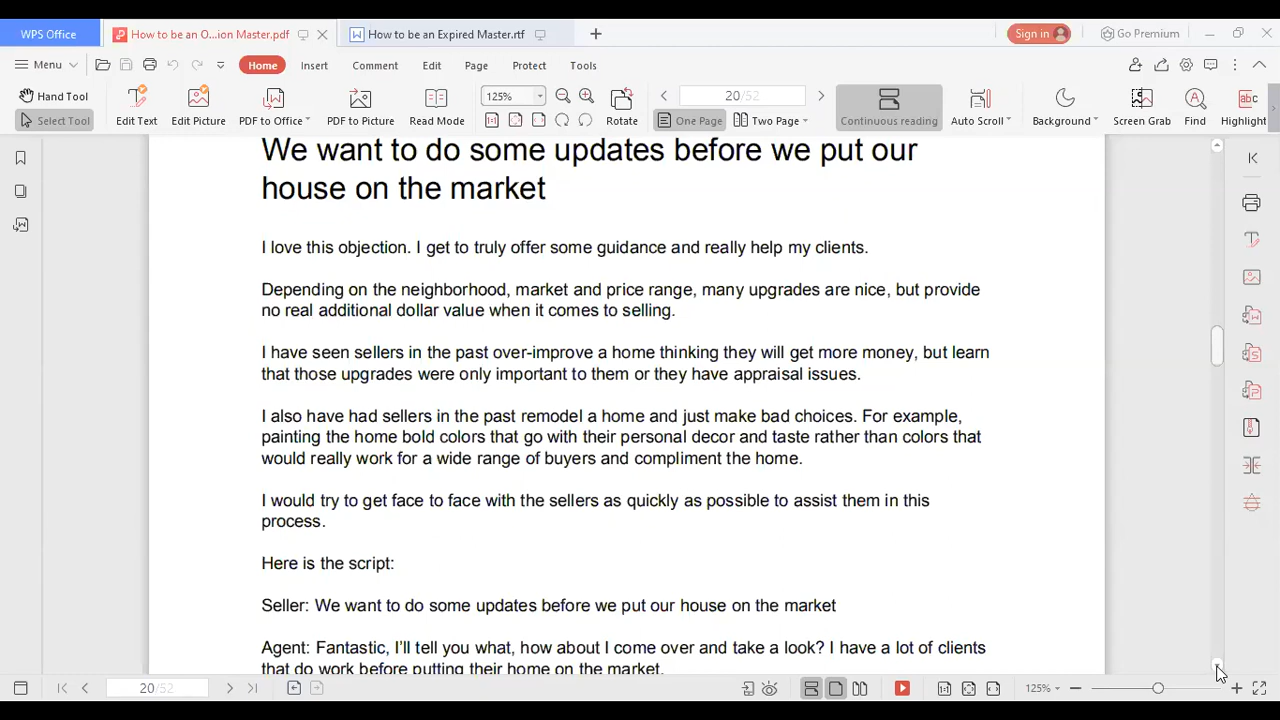 WPS Office
How to be an O...ion Master.pdf
How to be an Expired Master.rtf
Sign in
Go Premium
Menu
Home
Insert
Comment
Edit
Page
Protect
Tools
Hand Tool
Select Tool
Edit Text
Edit Picture
PDF to Office
PDF to Picture
Read Mode
125%
Rotate
20/52
One Page
Two Page
Continuous reading
Auto Scroll
Background
Screen Grab
Find
Highlight
We want to do some updates before we put our
house on the market
I love this objection. I get to truly offer some guidance and really help my clients.
Depending on the neighborhood, market and price range, many upgrades are nice, but provide
no real additional dollar value when it comes to selling.
I have seen sellers in the past over-improve a home thinking they will get more money, but learn
that those upgrades were only important to them or they have appraisal issues.
I also have had sellers in the past remodel a home and just make bad choices. For example,
painting the home bold colors that go with their personal decor and taste rather than colors that
would really work for a wide range of buyers and compliment the home.
I would try to get face to face with the sellers as quickly as possible to assist them in this
process.
Here is the script:
Seller: We want to do some updates before we put our house on the market
Agent: Fantastic, I'll tell you what, how about I come over and take a look? I have a lot of clients
that do work before putting their home on the market.
20/52
125%